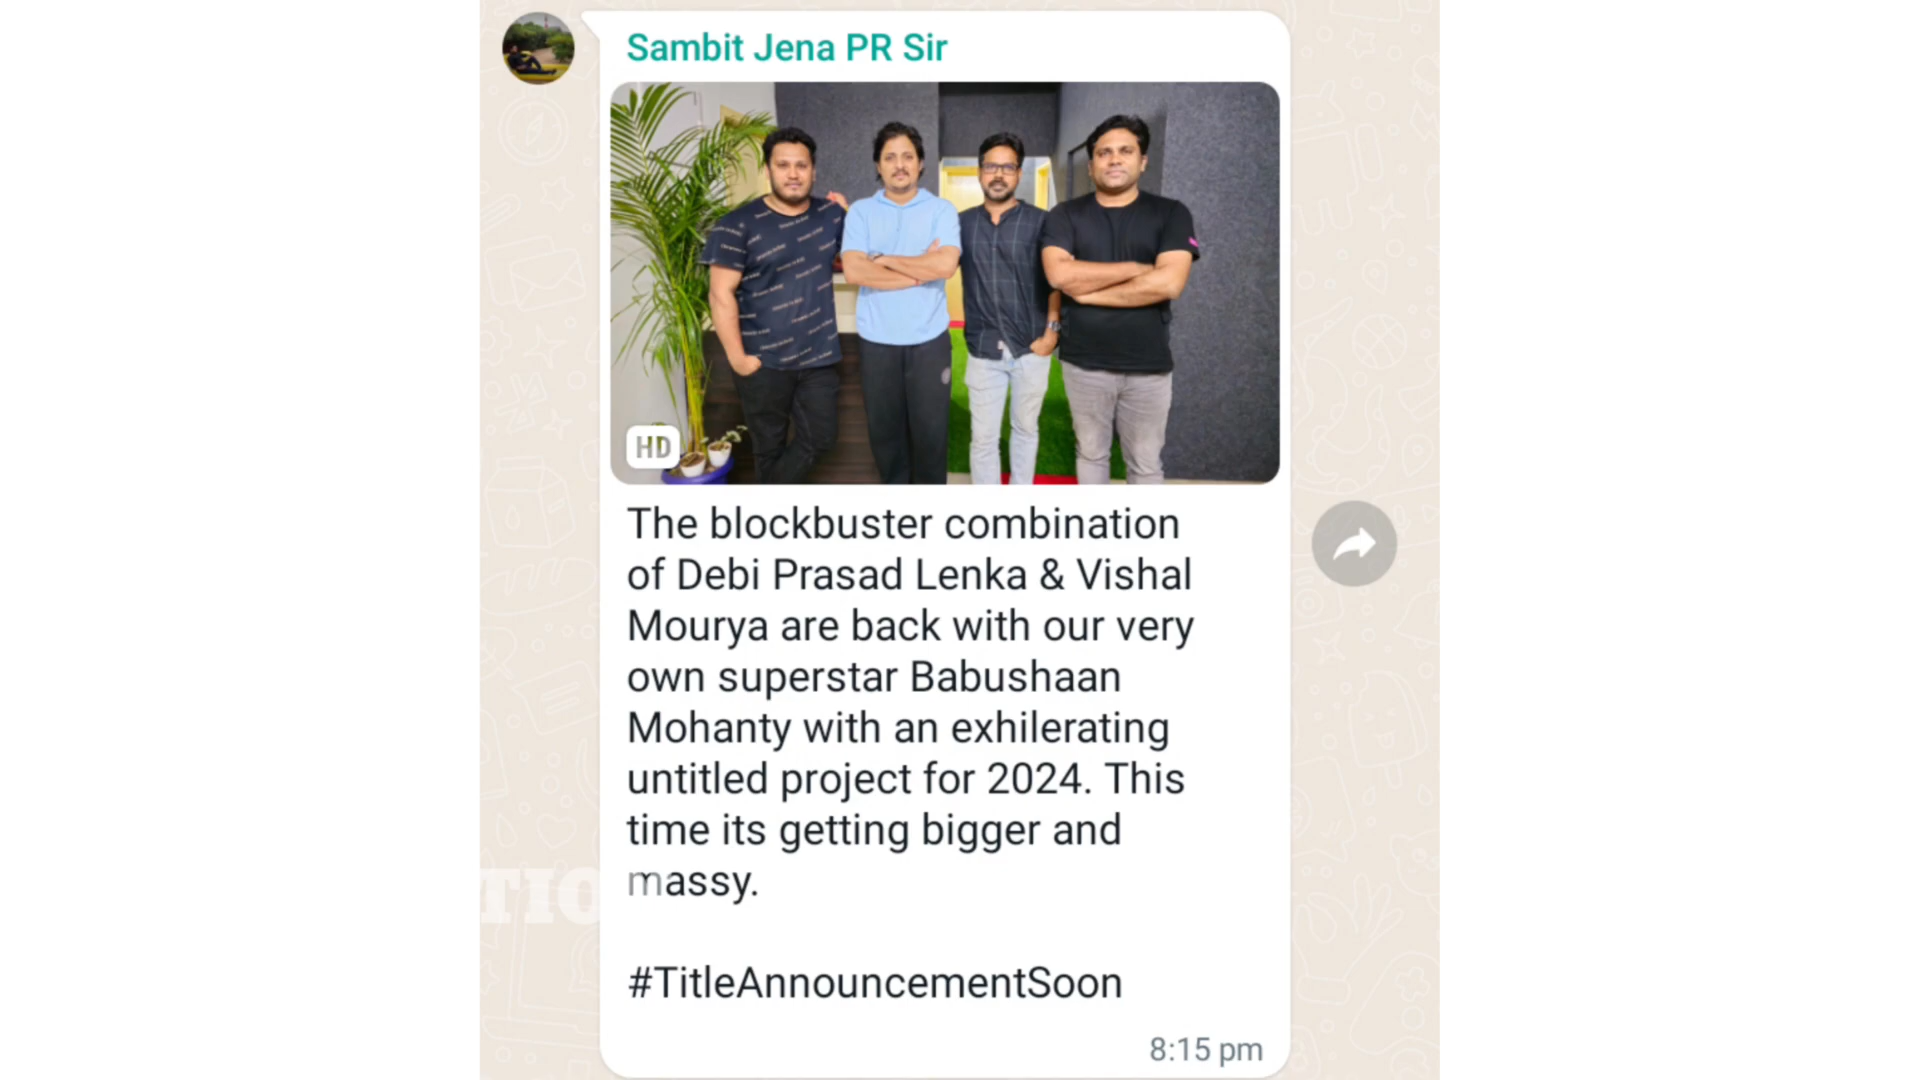 Sambit Jena PR Sir
HD
The blockbuster combination
of Debi Prasad Lenka & Vishal
Mourya are back with our very
own superstar Babushaan
Mohanty with an exhilerating
untitled project for 2024. This
time its getting bigger and
massy.
TIO
#TitleAnnouncementSoon
8:15 pm